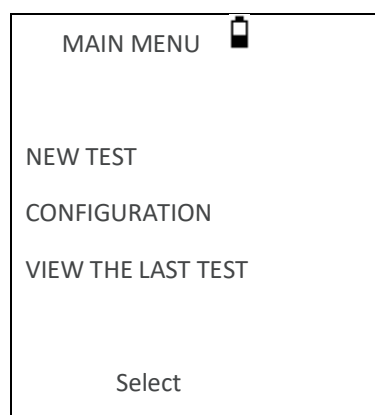 MAIN MENU
NEW TEST
CONFIGURATION
VIEW THE LAST TEST
Select